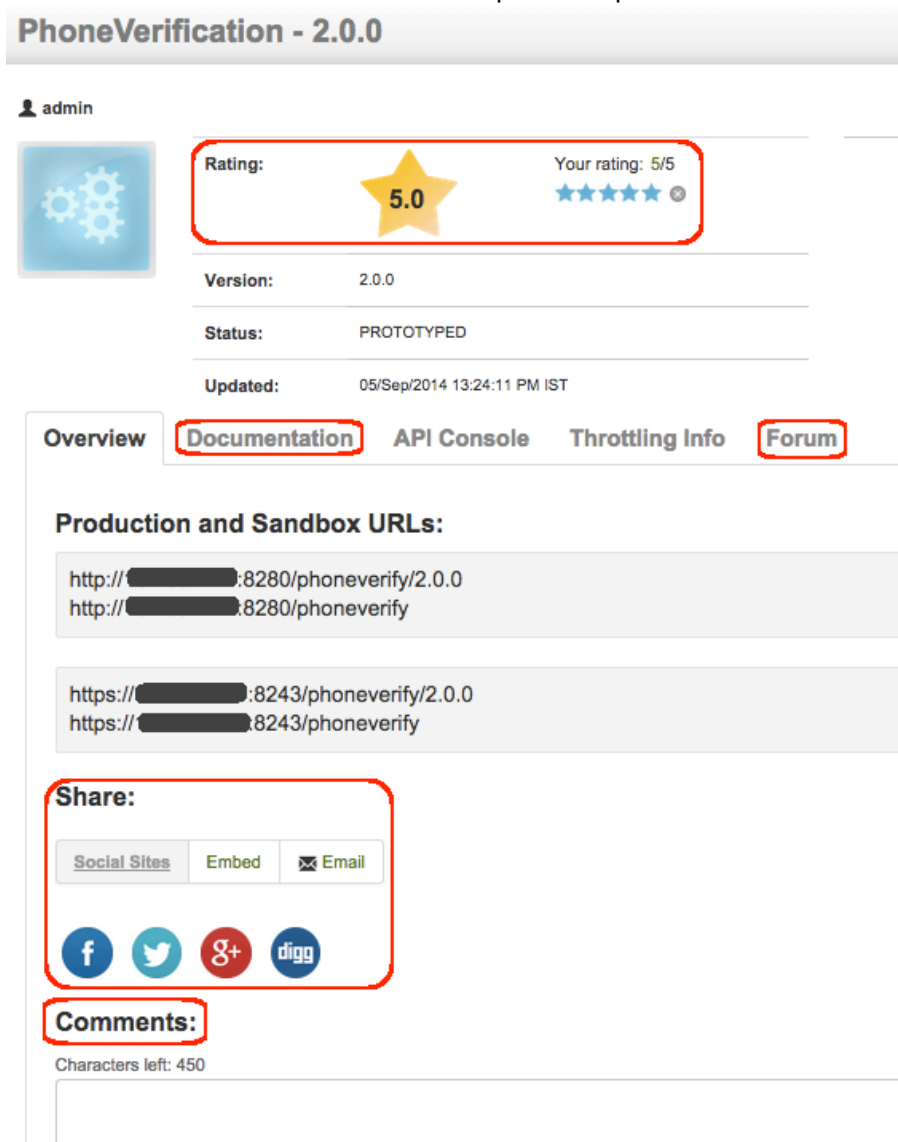 PhoneVerification - 2.0.0
admin
Rating:
5.0
Your rating: 5/5
Version: 2.0.0
Status: PROTOTYPED
Updated: 05/Sep/2014 13:24:11 PM IST
Overview Documentation API Console Throttling Info Forum
Production and Sandbox URLs:
http:// :8280/phoneverify/2.0.0
http:// :8280/phoneverify
https:// :8243/phoneverify/2.0.0
https:// :8243/phoneverify
Share:
Social Sites Embed Email
f g+ digg
Comments:
Characters left: 450